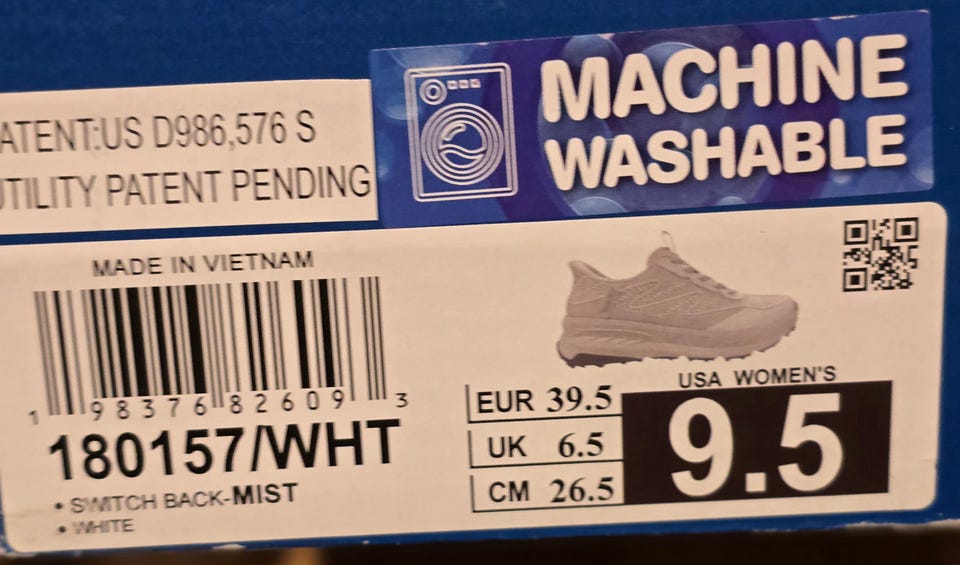 ATENT:US D986,576 S
UTILITY PATENT PENDING
MACHINE
WASHABLE
MADE IN VIETNAM
1 98376 82609 3
180157/WHT
• SWITCH BACK-MIST
• WHITE
USA WOMEN'S
9.5
EUR 39.5
UK 6.5
CM 26.5